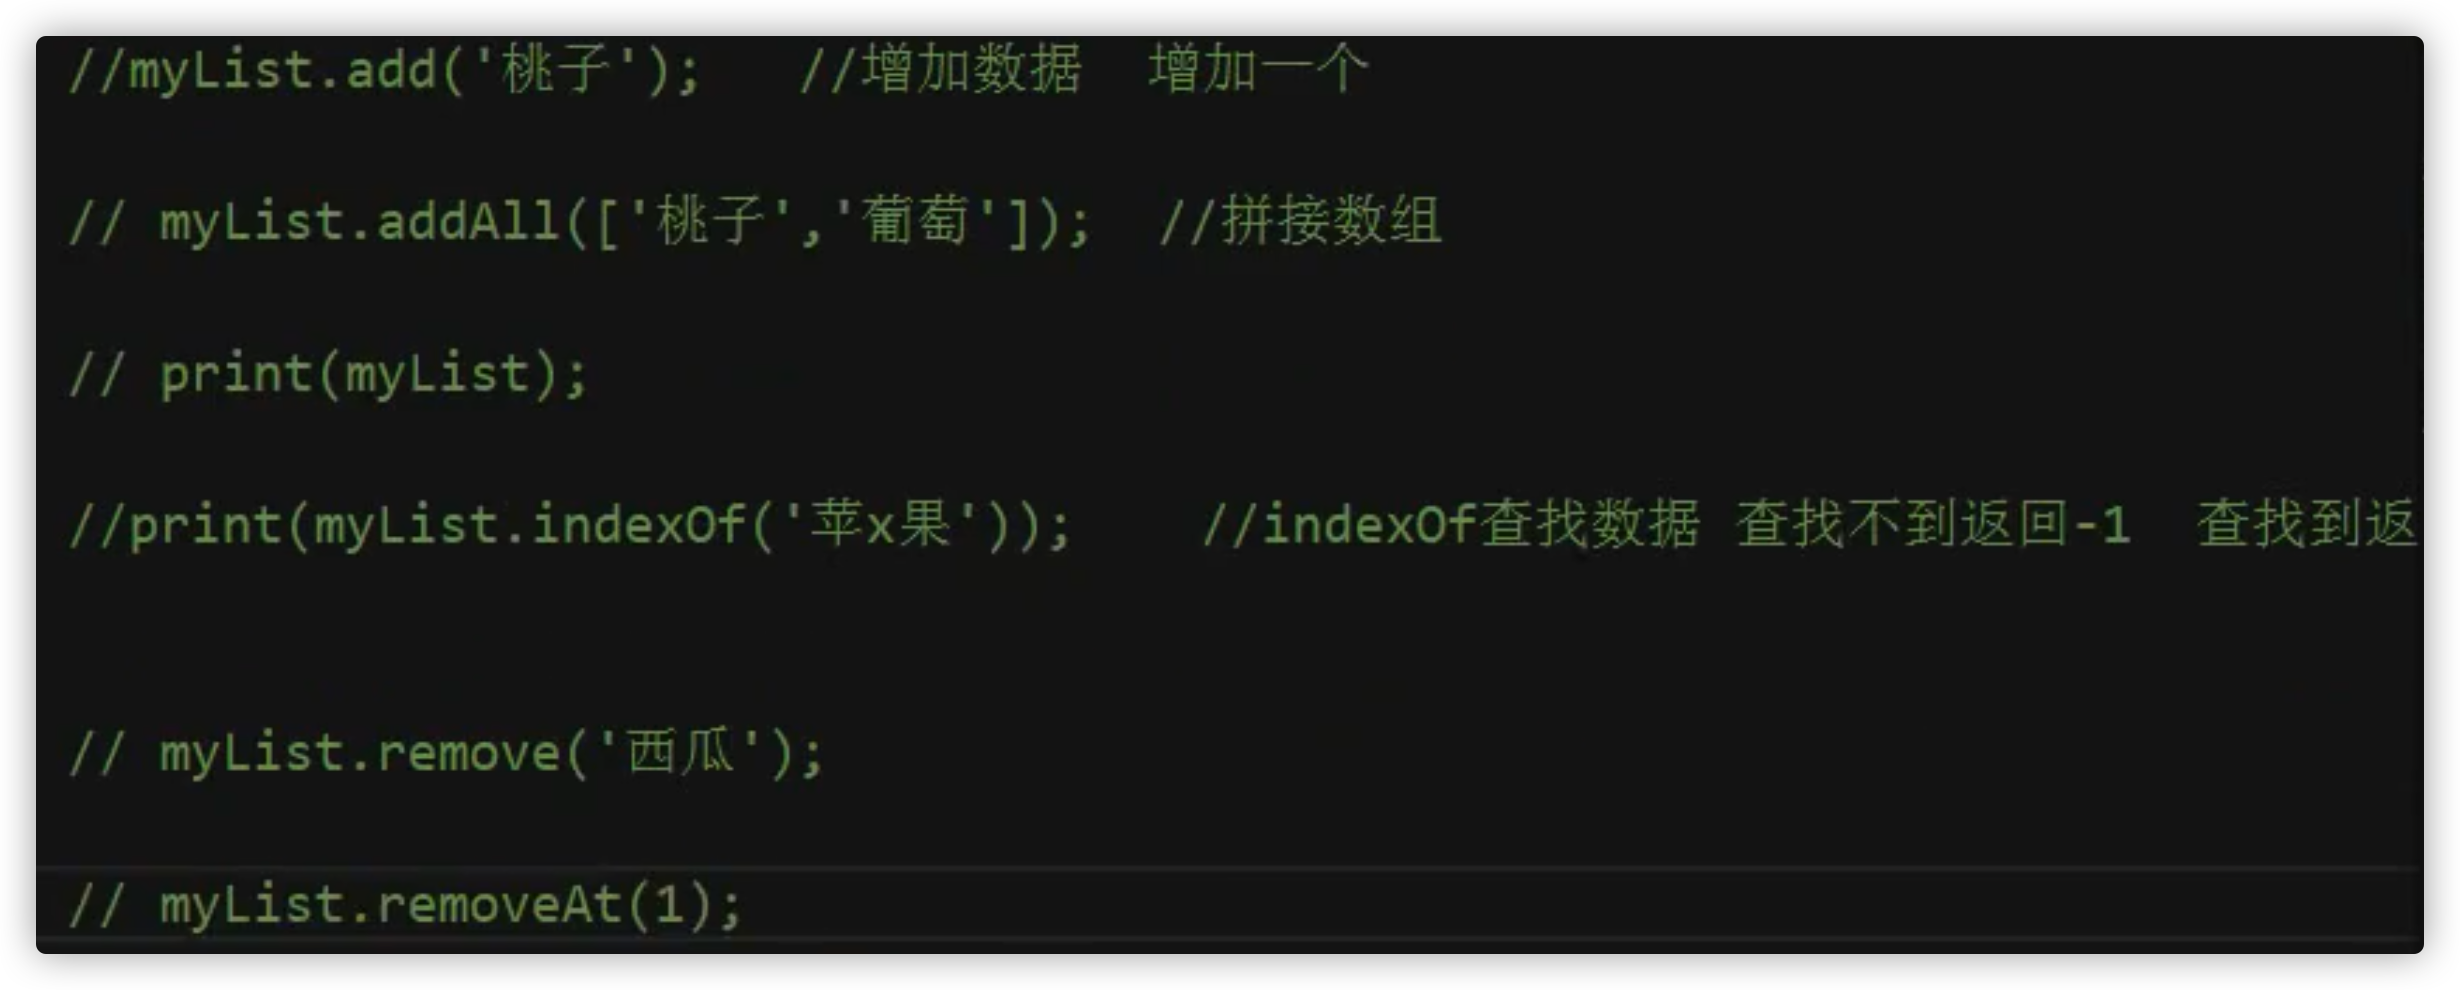 //myList.add('桃子');   //增加数据  增加一个
// myList.addAll(['桃子','葡萄']);  //拼接数组
// print(myList);
//print(myList.indexOf('苹x果'));    //indexOf查找数据 查找不到返回-1  查找到返
// myList.remove('西瓜');
// myList.removeAt(1);